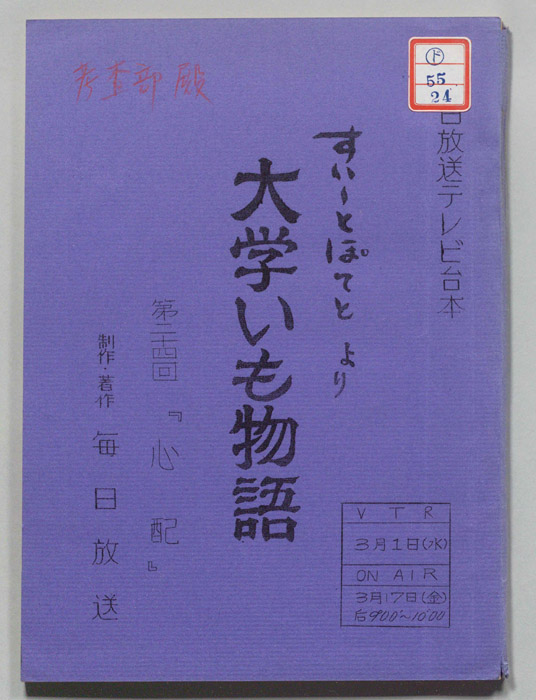 ド
55
24
日放送テレビ台本
すいーとぽてとより
大学いも物語
第二十四回『心配』
制作・著作 毎日放送
考査部殿
VTR
3月1日(水)
ON AIR
3月17日(金)
后9:00'~10:00